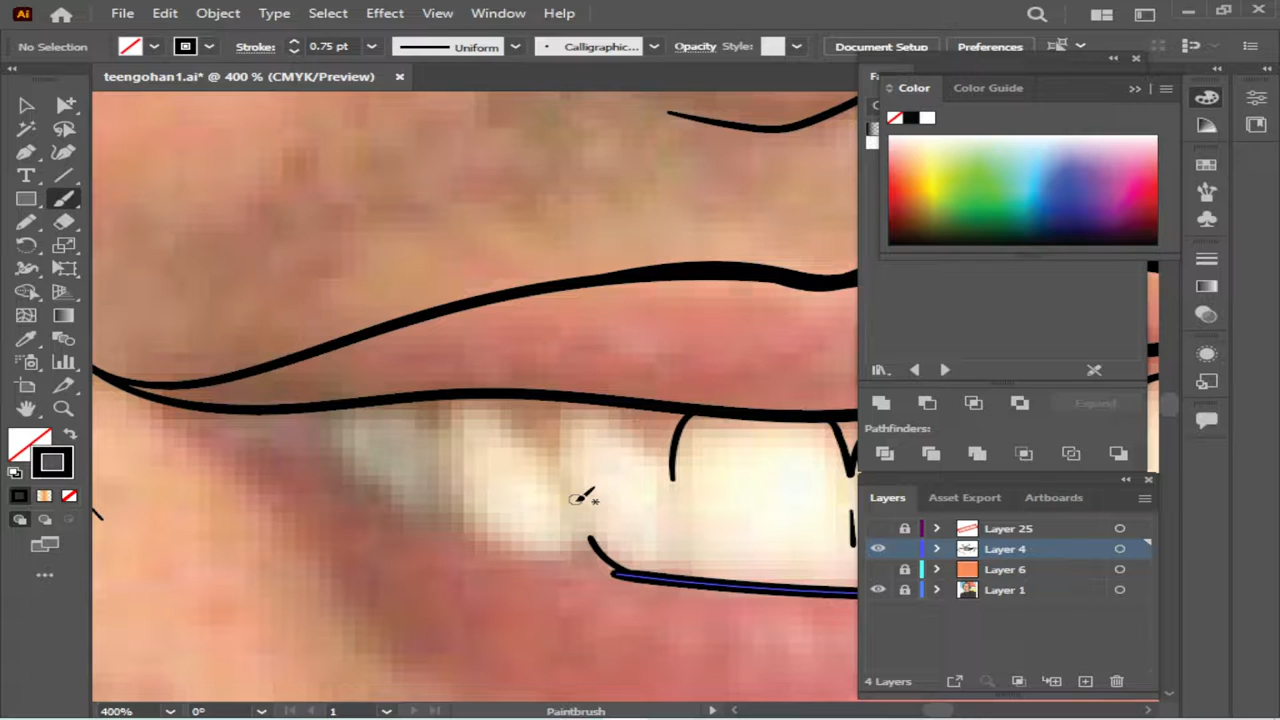 Ai File Edit Object Type Select Effect View Window Help
No Selection Stroke: 0.75 pt Uniform Calligraphic... Opacity Style: Document Setup Preferences
teengohan1.ai* @ 400 % (CMYK/Preview)
Color Color Guide
Expand
Pathfinders:
Layers Asset Export Artboards
Layer 25
Layer 4
Layer 6
Layer 1
4 Layers
400% 0° 1 Paintbrush